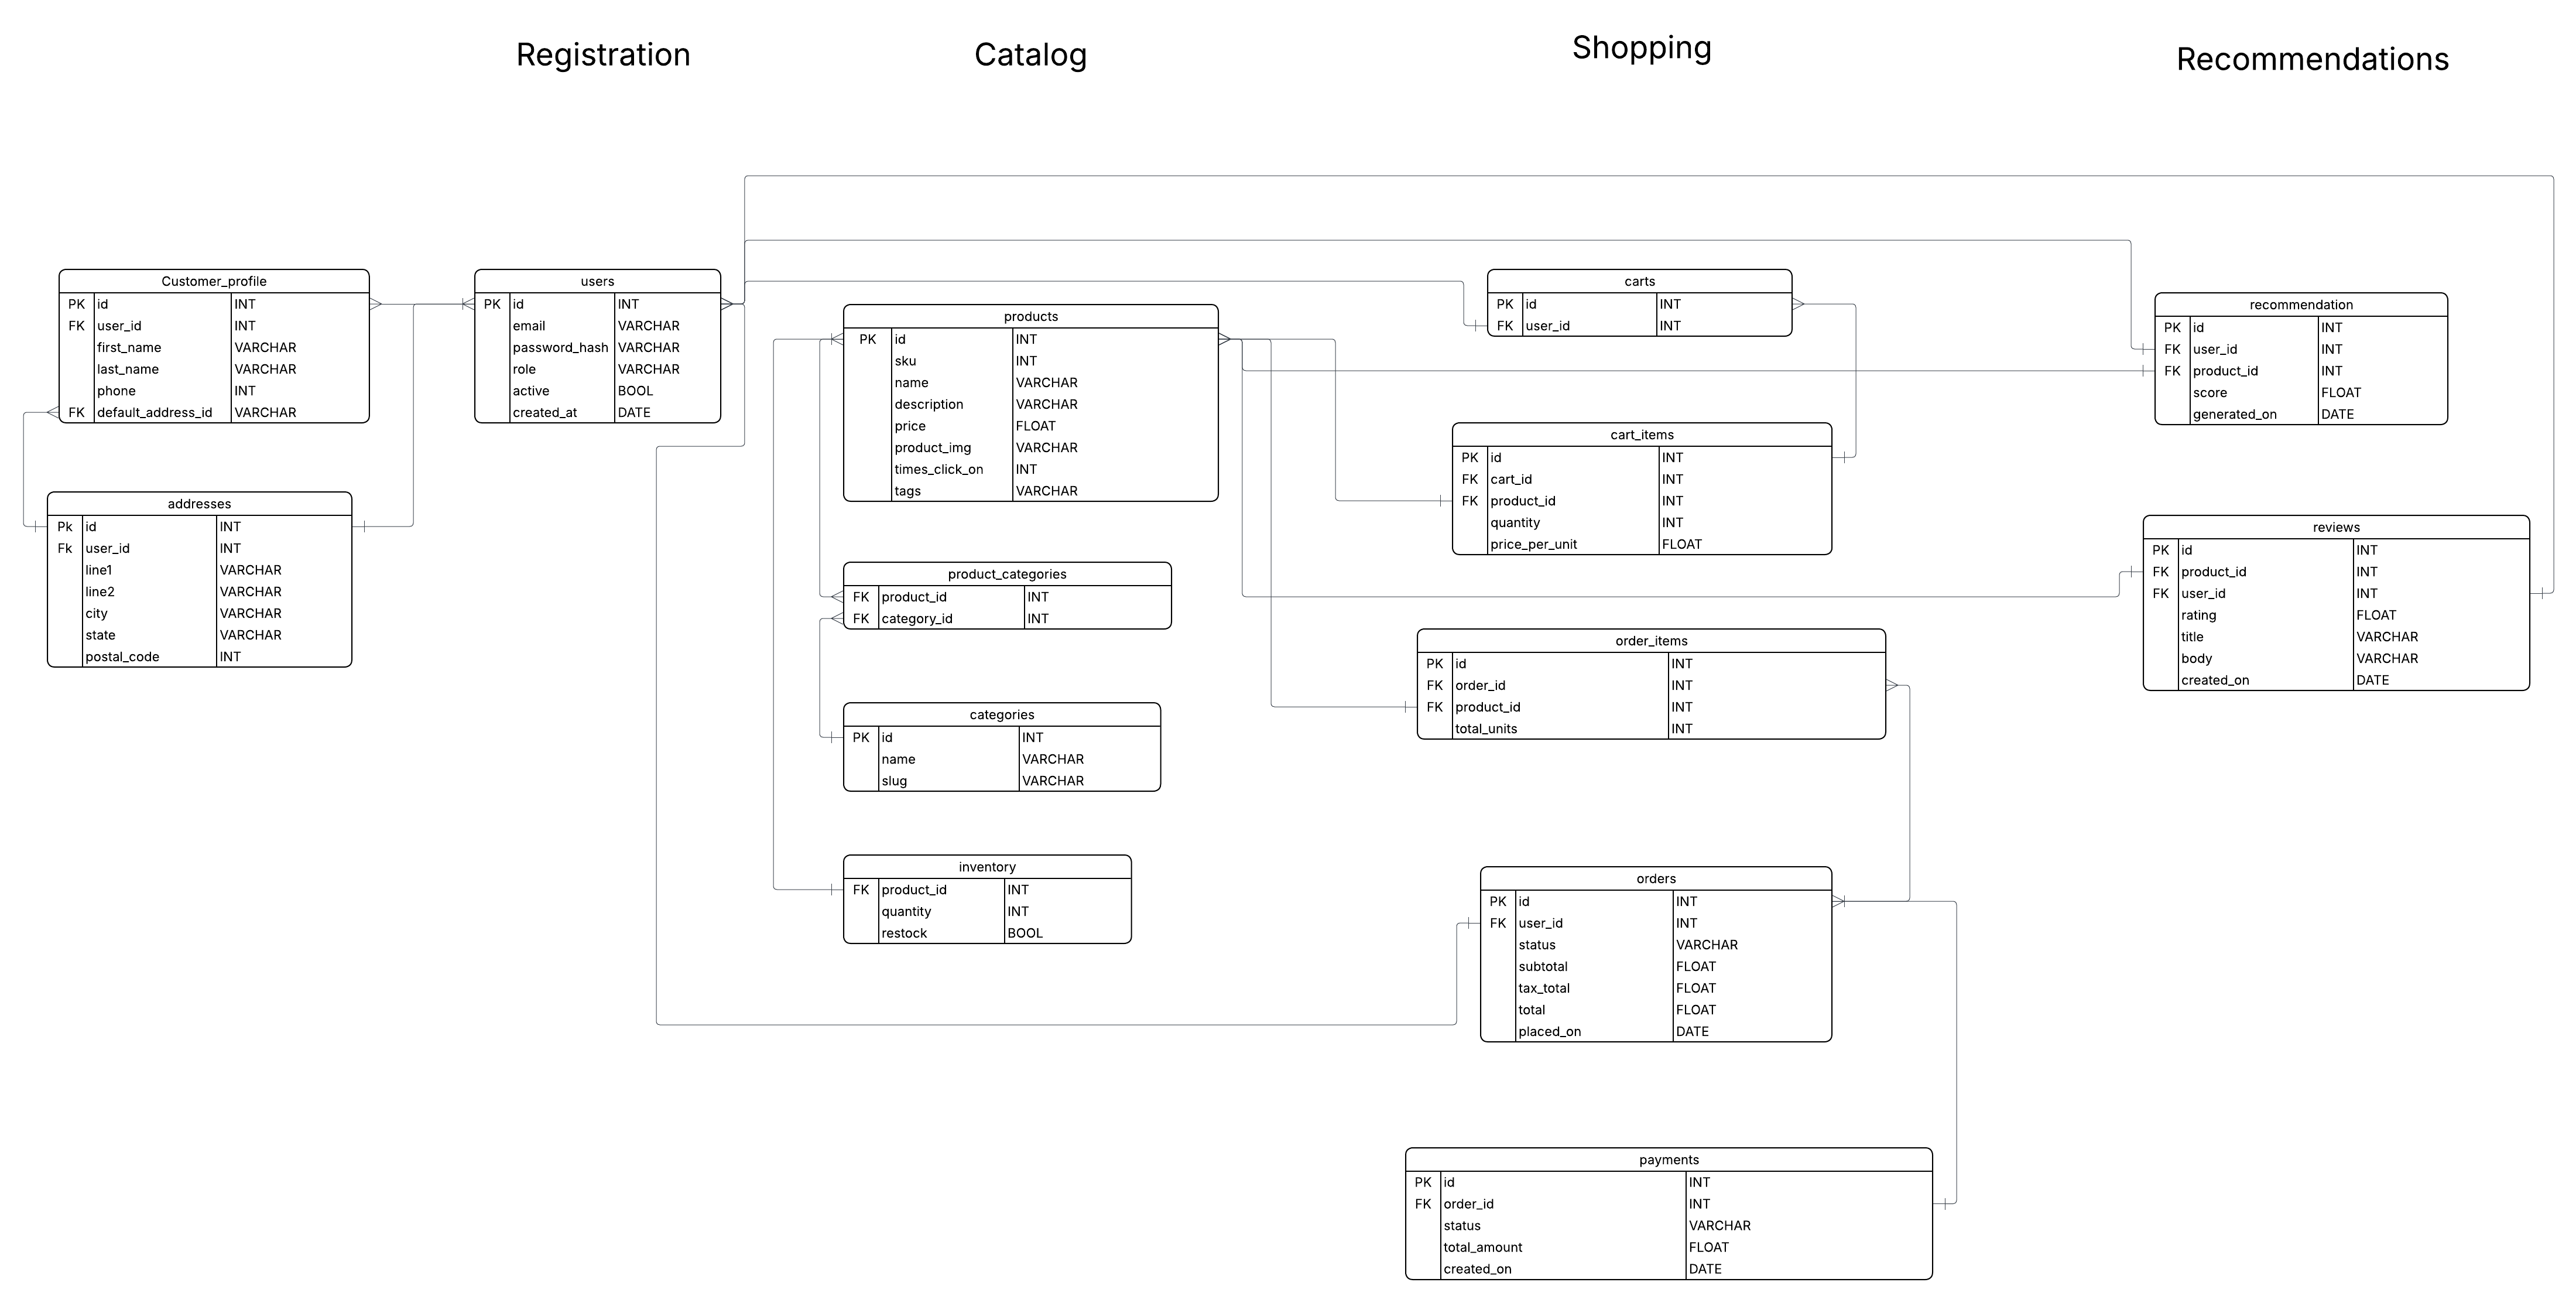 Registration
Catalog
Shopping
Recommendations
Customer_profile
PK id INT
FK user_id INT
first_name VARCHAR
last_name VARCHAR
phone INT
FK default_address_id VARCHAR
addresses
Pk id INT
Fk user_id INT
line1 VARCHAR
line2 VARCHAR
city VARCHAR
state VARCHAR
postal_code INT
users
PK id INT
email VARCHAR
password_hash VARCHAR
role VARCHAR
active BOOL
created_at DATE
products
PK id INT
sku INT
name VARCHAR
description VARCHAR
price FLOAT
product_img VARCHAR
times_click_on INT
tags VARCHAR
product_categories
FK product_id INT
FK category_id INT
categories
PK id INT
name VARCHAR
slug VARCHAR
inventory
FK product_id INT
quantity INT
restock BOOL
carts
PK id INT
FK user_id INT
cart_items
PK id INT
FK cart_id INT
FK product_id INT
quantity INT
price_per_unit FLOAT
order_items
PK id INT
FK order_id INT
FK product_id INT
total_units INT
orders
PK id INT
FK user_id INT
status VARCHAR
subtotal FLOAT
tax_total FLOAT
total FLOAT
placed_on DATE
payments
PK id INT
FK order_id INT
status VARCHAR
total_amount FLOAT
created_on DATE
recommendation
PK id INT
FK user_id INT
FK product_id INT
score FLOAT
generated_on DATE
reviews
PK id INT
FK product_id INT
FK user_id INT
rating FLOAT
title VARCHAR
body VARCHAR
created_on DATE